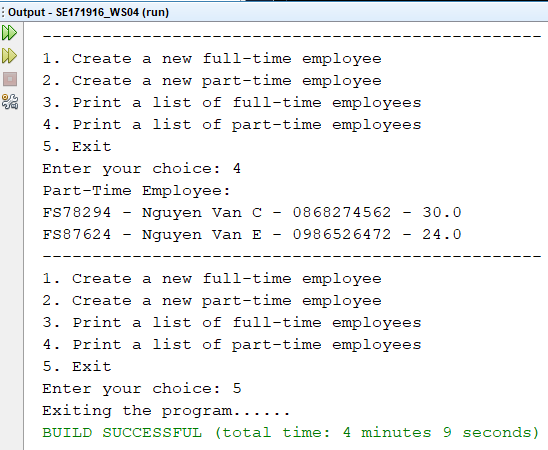 Output - SE171916_WS04 (run)
--------------------------------------------------
1. Create a new full-time employee
2. Create a new part-time employee
3. Print a list of full-time employees
4. Print a list of part-time employees
5. Exit
Enter your choice: 4
Part-Time Employee:
FS78294 - Nguyen Van C - 0868274562 - 30.0
FS87624 - Nguyen Van E - 0986526472 - 24.0
--------------------------------------------------
1. Create a new full-time employee
2. Create a new part-time employee
3. Print a list of full-time employees
4. Print a list of part-time employees
5. Exit
Enter your choice: 5
Exiting the program......
BUILD SUCCESSFUL (total time: 4 minutes 9 seconds)